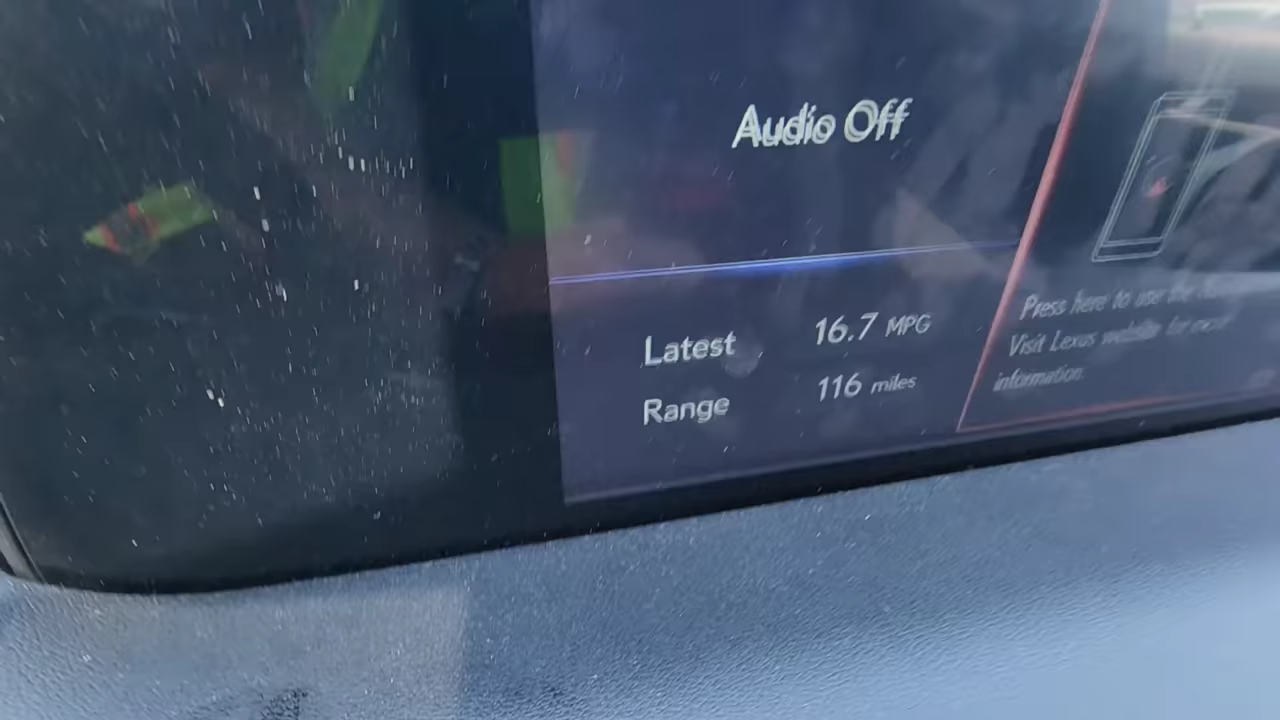 Audio Off
Latest 16.7 MPG
Range 116 miles
Press here to use the
Visit Lexus website for more
information.